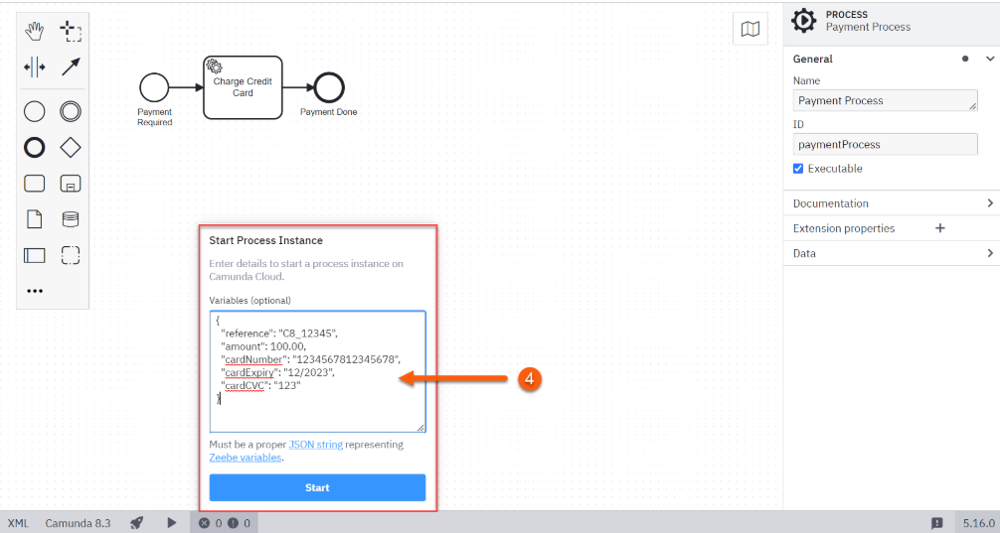 PROCESS
Payment Process
General
Name
Payment Process
ID
paymentProcess
Executable
Documentation
Extension properties
Data
Charge Credit
Card
Payment
Required
Payment Done
Start Process Instance
Enter details to start a process instance on
Camunda Cloud.
Variables (optional)
{
"reference": "C8_12345",
"amount": 100.00,
"cardNumber": "1234567812345678",
"cardExpiry": "12/2023",
"cardCVC": "123"
}
4
Must be a proper JSON string representing
Zeebe variables.
Start
XML Camunda 8.3 0 0 5.16.0